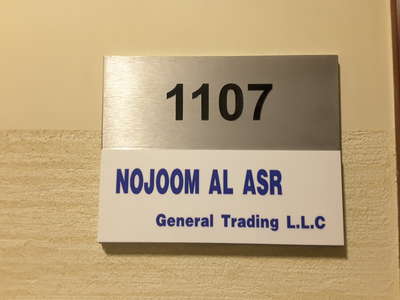 1107
NOJOOM AL ASR
General Trading L.L.C